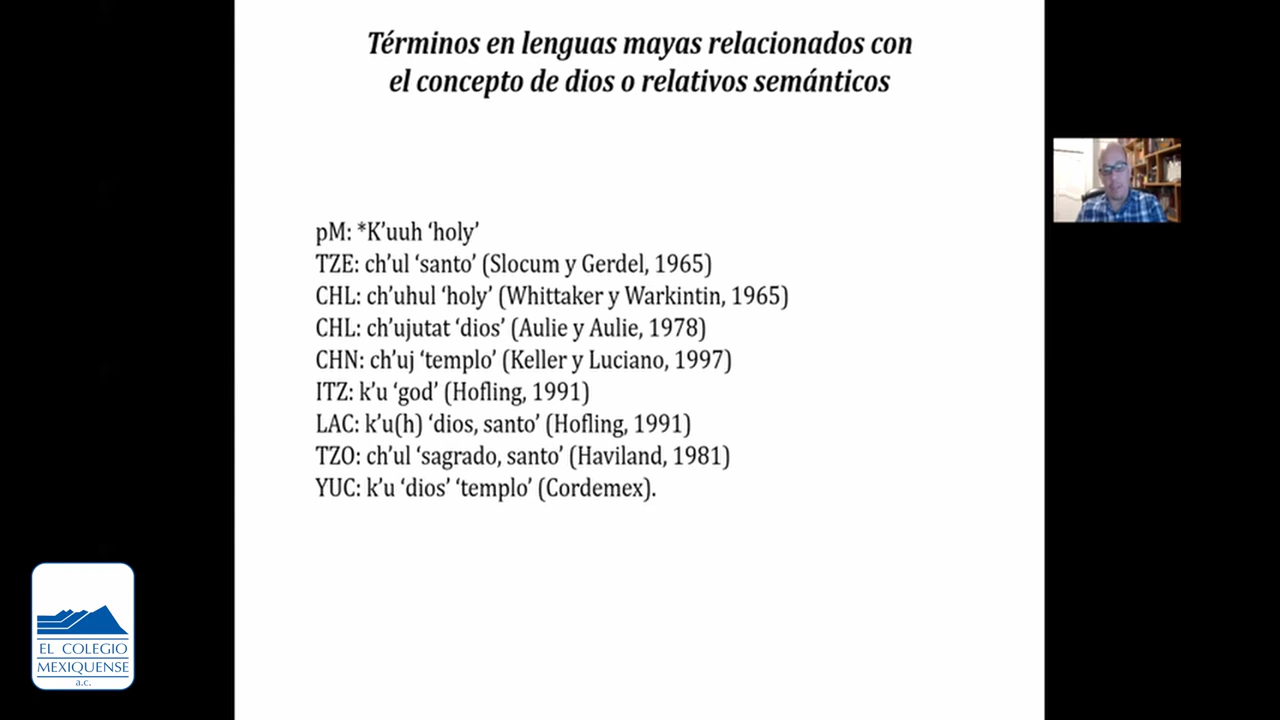 Términos en lenguas mayas relacionados con
el concepto de dios o relativos semánticos
pM: *K’uuh ‘holy’
TZE: ch’ul ‘santo’ (Slocum y Gerdel, 1965)
CHL: ch’uhul ‘holy’ (Whittaker y Warkintin, 1965)
CHL: ch’ujutat ‘dios’ (Aulie y Aulie, 1978)
CHN: ch’uj ‘templo’ (Keller y Luciano, 1997)
ITZ: k’u ‘god’ (Hofling, 1991)
LAC: k’u(h) ‘dios, santo’ (Hofling, 1991)
TZO: ch’ul ‘sagrado, santo’ (Haviland, 1981)
YUC: k’u ‘dios’ ‘templo’ (Cordemex).
EL COLEGIO
MEXIQUENSE
a.c.